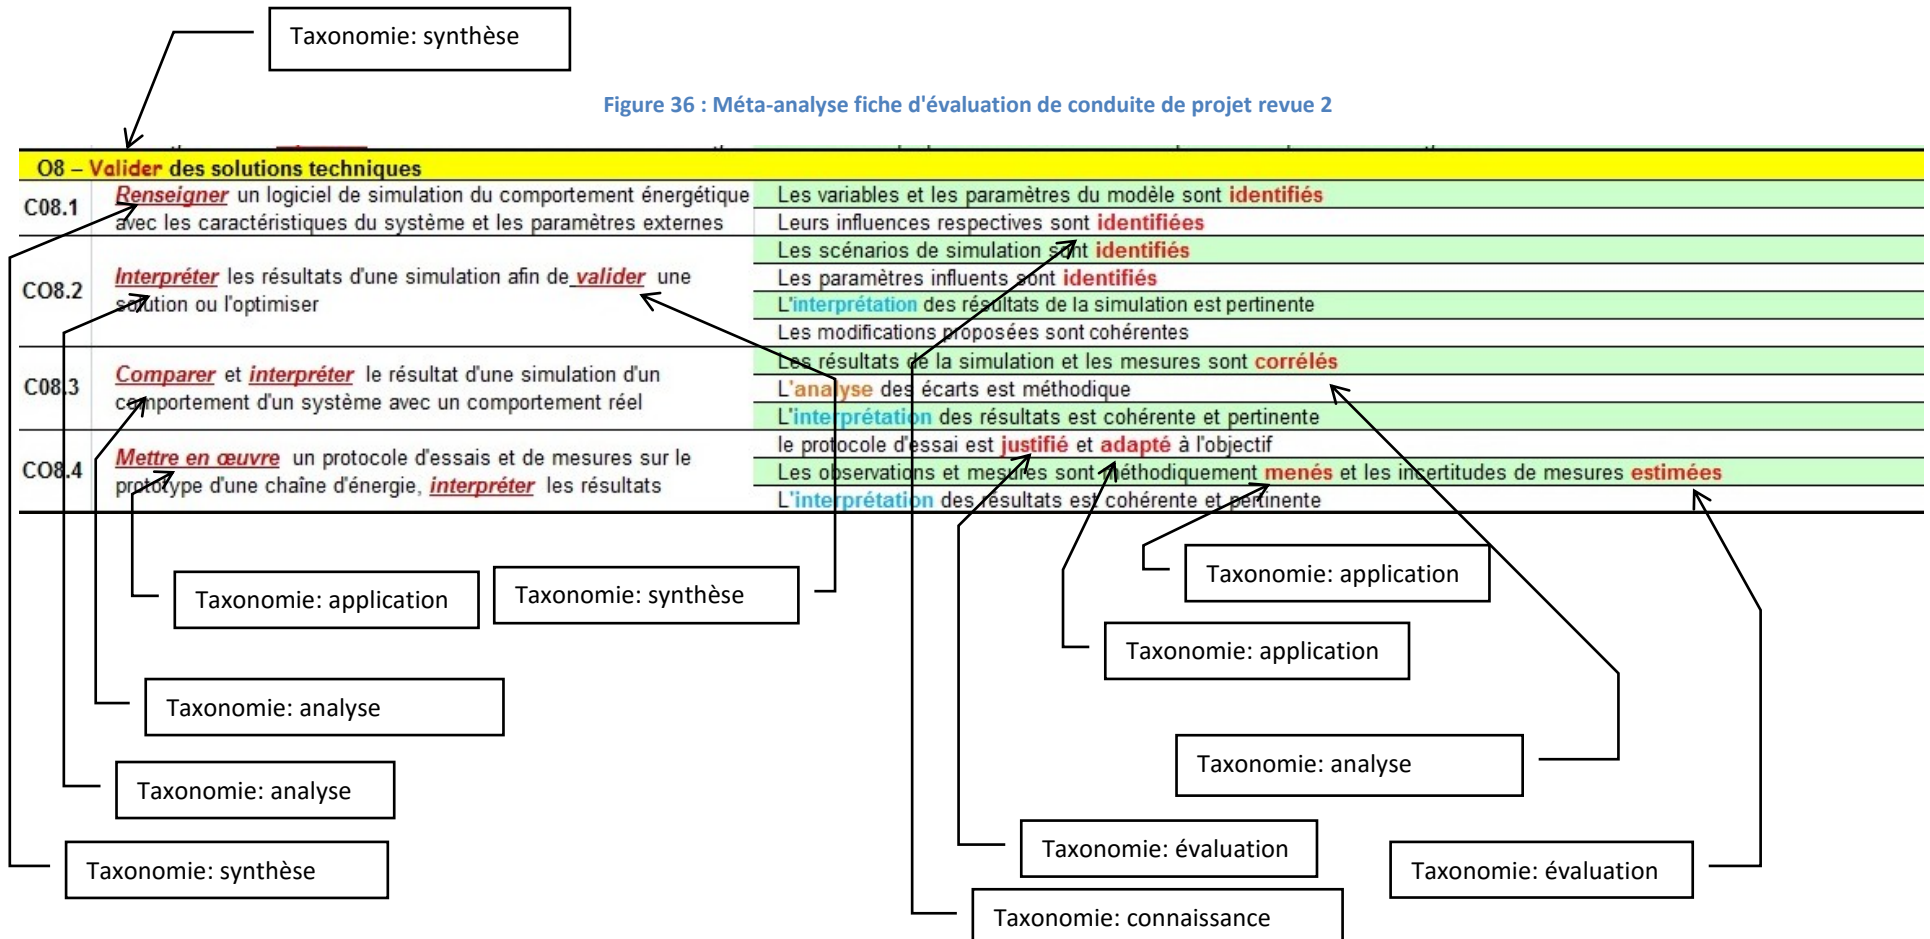 Taxonomie: synthèse
Figure 36 : Méta-analyse fiche d'évaluation de conduite de projet revue 2
O8 – Valider des solutions techniques
C08.1
Renseigner un logiciel de simulation du comportement énergétique
avec les caractéristiques du système et les paramètres externes
Les variables et les paramètres du modèle sont identifiés
Leurs influences respectives sont identifiées
CO8.2
Interpréter les résultats d'une simulation afin de valider une
solution ou l'optimiser
Les scénarios de simulation sont identifiés
Les paramètres influents sont identifiés
L'interprétation des résultats de la simulation est pertinente
Les modifications proposées sont cohérentes
C08.3
Comparer et interpréter le résultat d'une simulation d'un
comportement d'un système avec un comportement réel
Les résultats de la simulation et les mesures sont corrélés
L'analyse des écarts est méthodique
L'interprétation des résultats est cohérente et pertinente
CO8.4
Mettre en œuvre un protocole d'essais et de mesures sur le
prototype d'une chaîne d'énergie, interpréter les résultats
le protocole d'essai est justifié et adapté à l'objectif
Les observations et mesures sont méthodiquement menés et les incertitudes de mesures estimées
L'interprétation des résultats est cohérente et pertinente
Taxonomie: application
Taxonomie: synthèse
Taxonomie: application
Taxonomie: application
Taxonomie: analyse
Taxonomie: analyse
Taxonomie: analyse
Taxonomie: évaluation
Taxonomie: synthèse
Taxonomie: évaluation
Taxonomie: connaissance